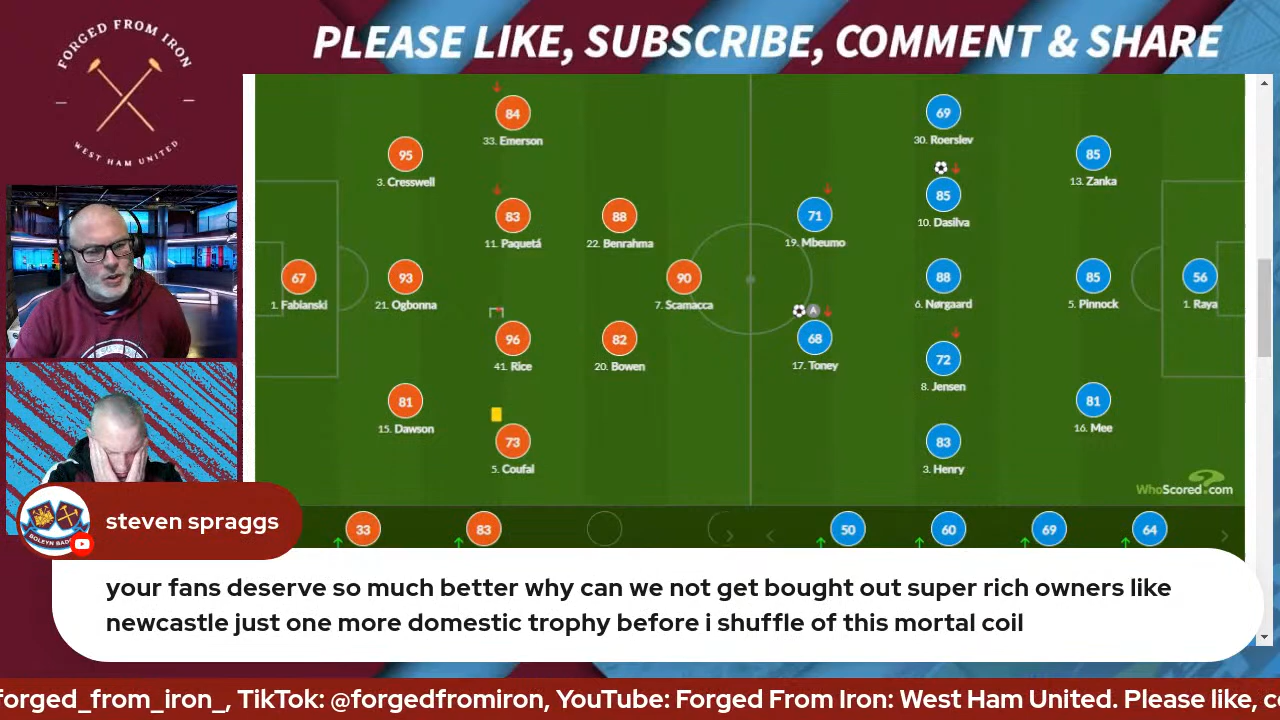 FORGED FROM IRON
WEST HAM UNITED
PLEASE LIKE, SUBSCRIBE, COMMENT & SHARE
84
33. Emerson
95
3. Cresswell
83
11. Paquetá
88
22. Benrahma
67
1. Fabianski
93
21. Ogbonna
90
7. Scamacca
96
41. Rice
82
20. Bowen
81
15. Dawson
73
5. Coufal
69
30. Roerslev
85
13. Zanka
85
10. Dasilva
71
19. Mbeumo
88
6. Nørgaard
85
5. Pinnock
56
1. Raya
A
68
17. Toney
72
8. Jensen
81
16. Mee
83
3. Henry
WhoScored.com
33
83
50
60
69
64
steven spraggs
your fans deserve so much better why can we not get bought out super rich owners like
newcastle just one more domestic trophy before i shuffle of this mortal coil
forged_from_iron_, TikTok: @forgedfromiron, YouTube: Forged From Iron: West Ham United. Please like, c